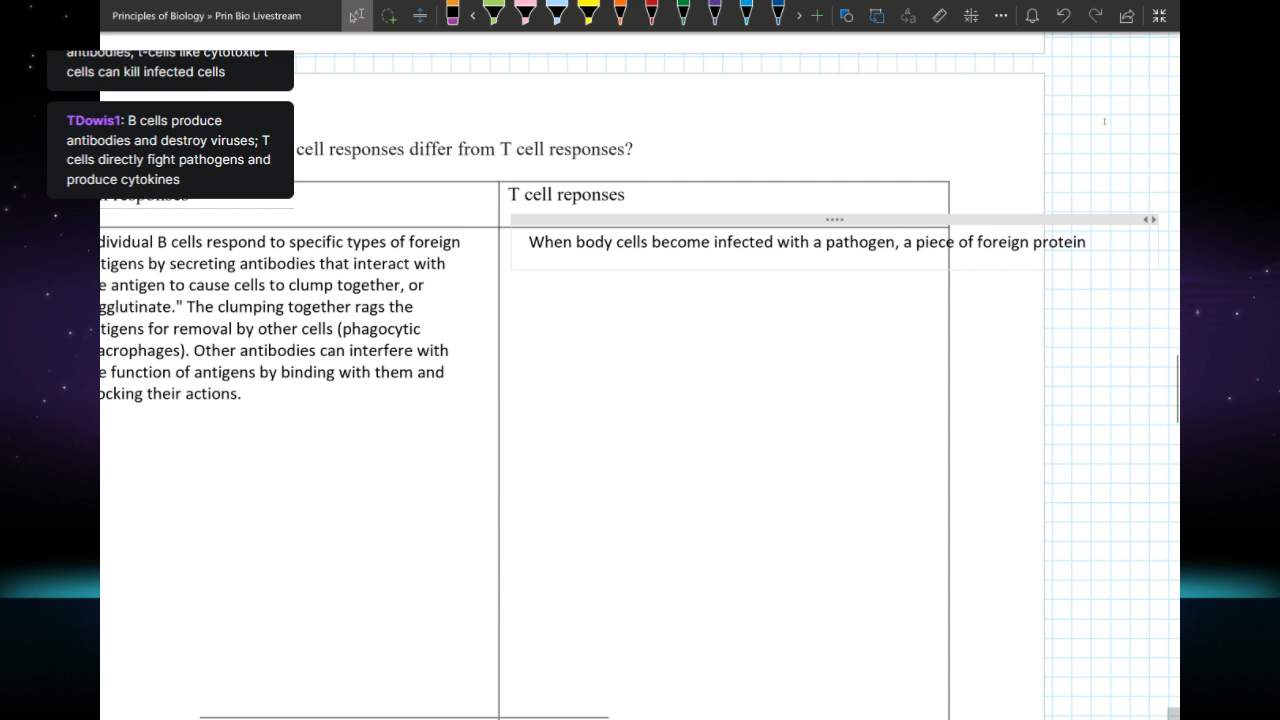 Principles of Biology » Prin Bio Livestream
antibodies, t-cells like cytotoxic t
cells can kill infected cells
TDowis1: B cells produce
antibodies and destroy viruses; T
cells directly fight pathogens and
produce cytokines
cell responses differ from T cell responses?
responses
T cell reponses
dividual B cells respond to specific types of foreign
tigens by secreting antibodies that interact with
e antigen to cause cells to clump together, or
gglutinate." The clumping together rags the
tigens for removal by other cells (phagocytic
acrophages). Other antibodies can interfere with
e function of antigens by binding with them and
ocking their actions.
When body cells become infected with a pathogen, a piece of foreign protein